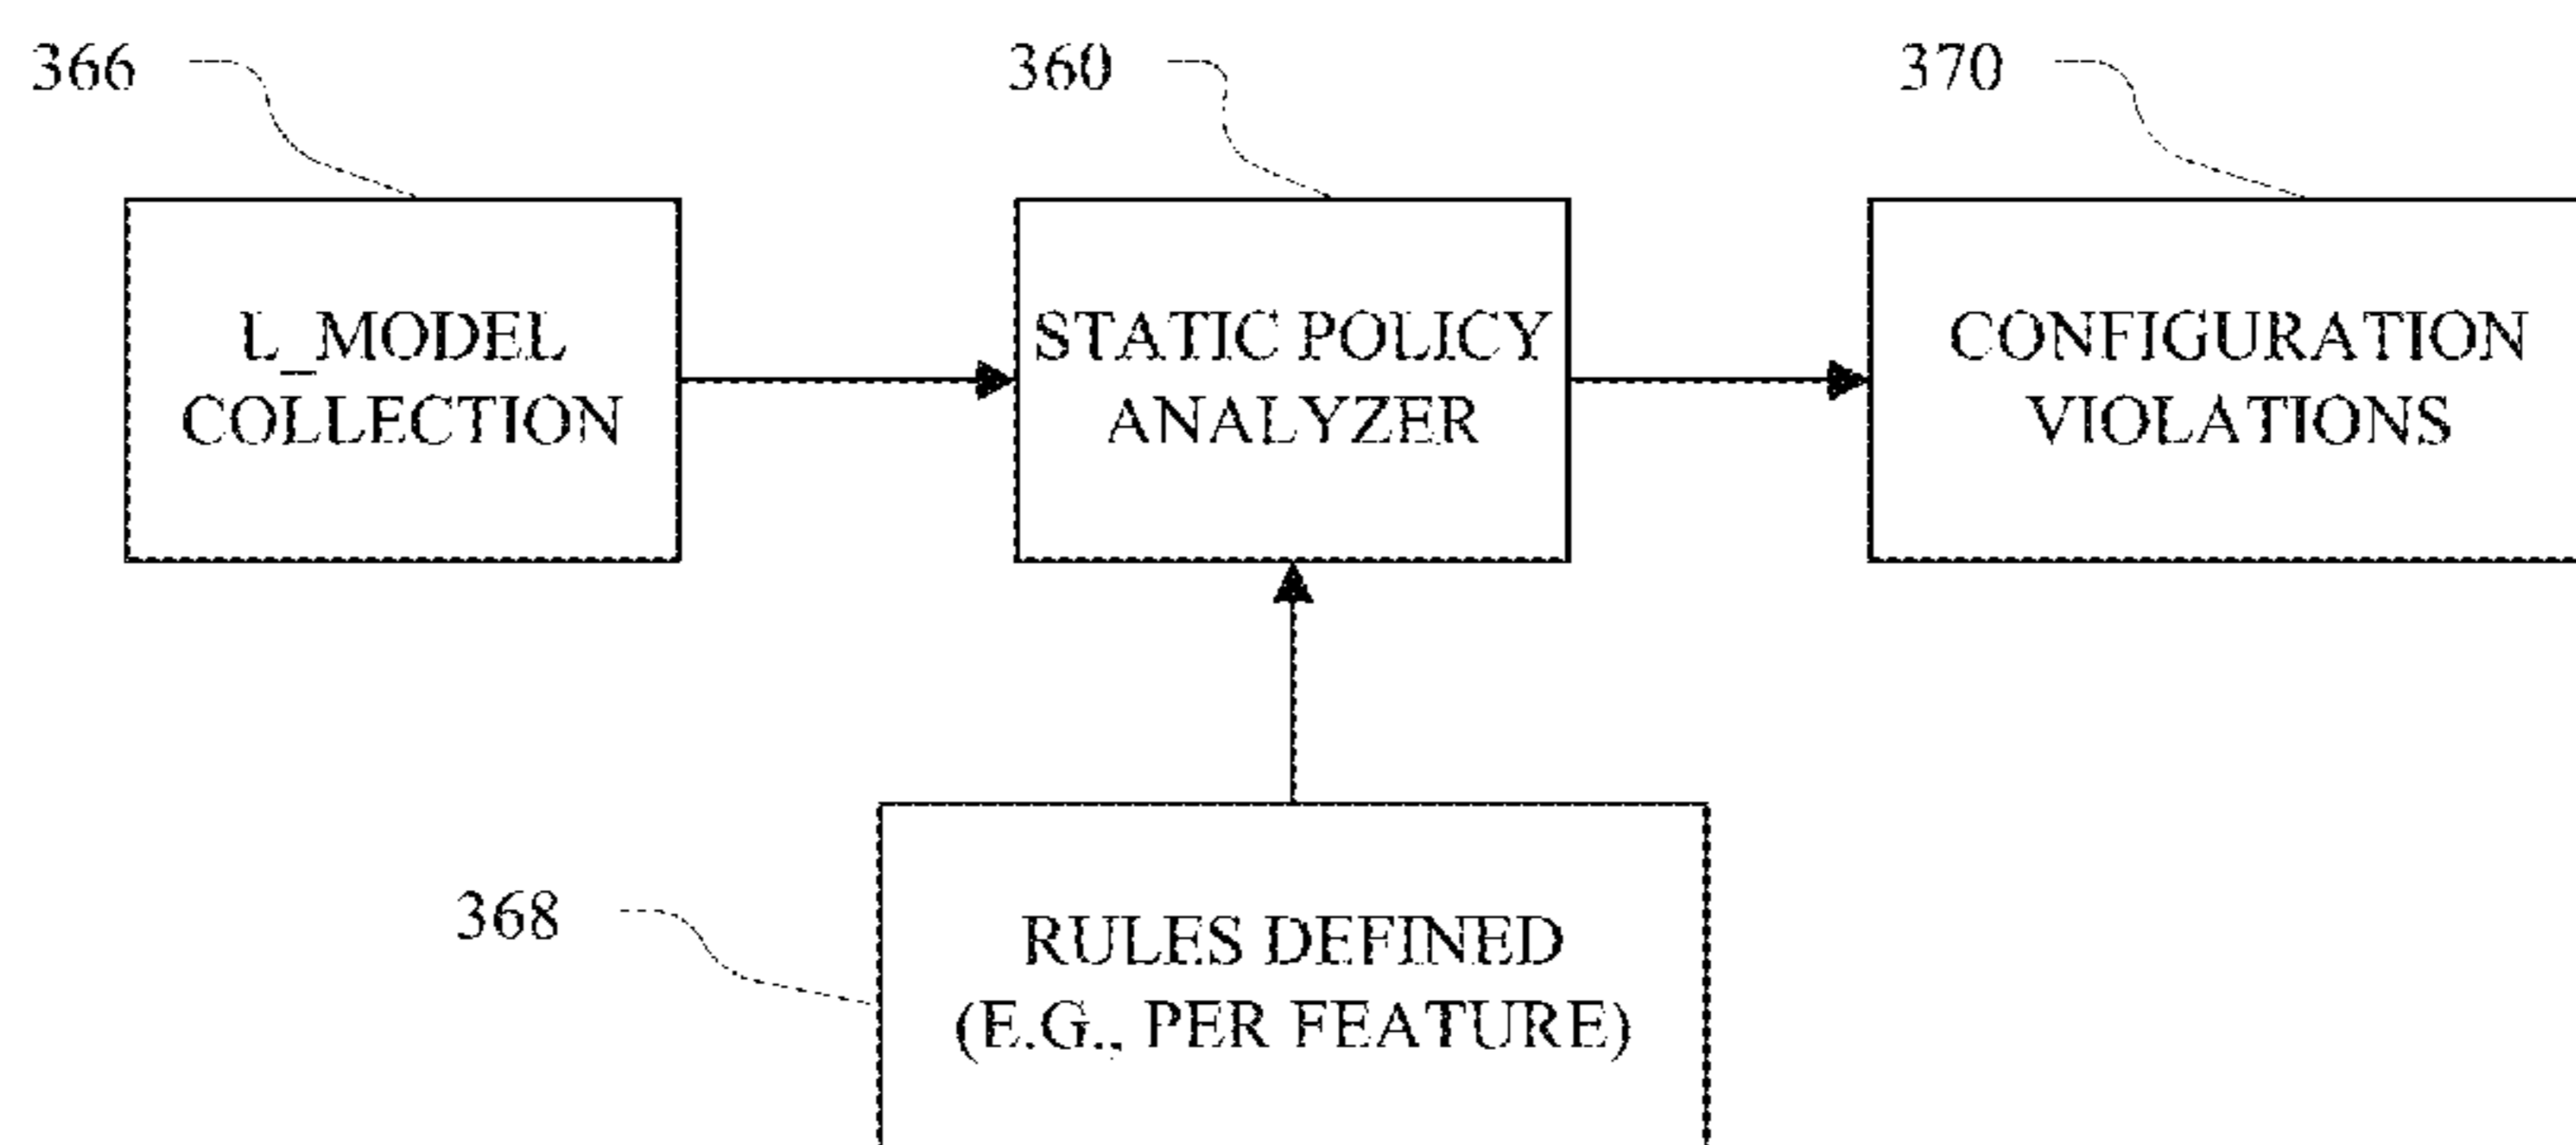 366
360
370
L_MODEL
COLLECTION
STATIC POLICY
ANALYZER
CONFIGURATION
VIOLATIONS
368
RULES DEFINED
(E.G., PER FEATURE)